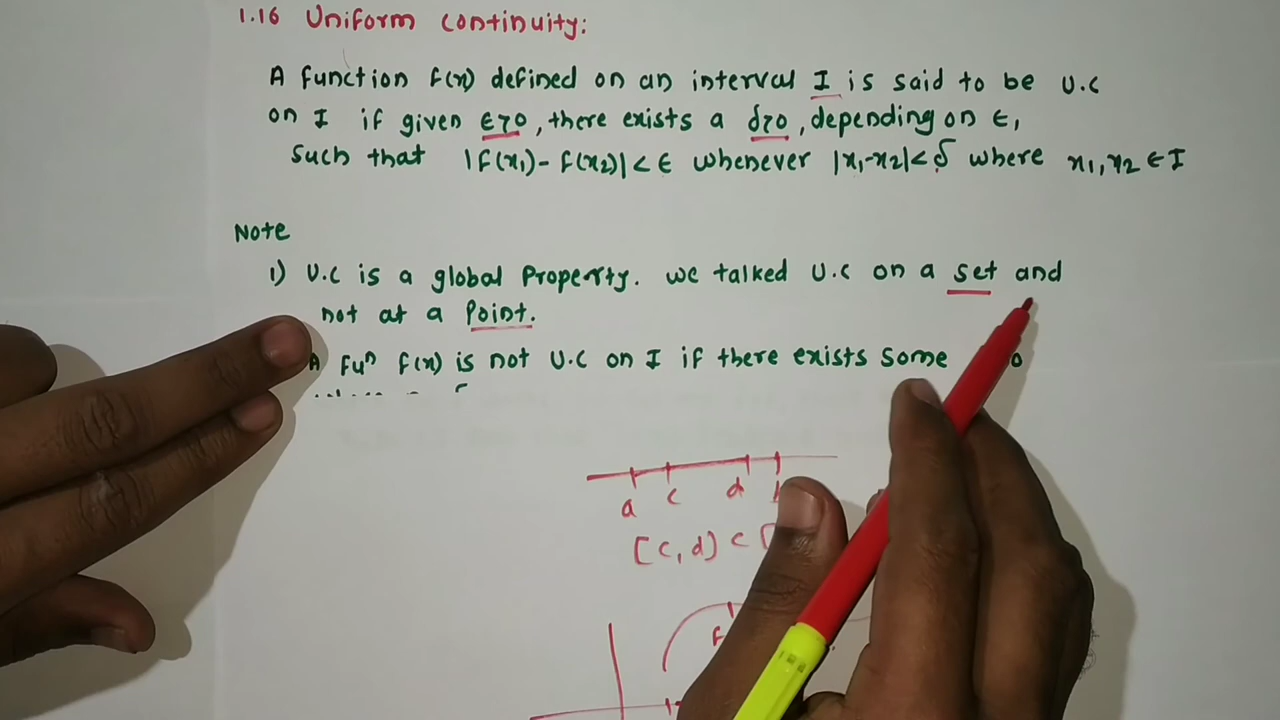 1.16 Uniform continuity:
A function f(x) defined on an interval I is said to be U.C
on I if given ε>0, there exists a δ>0, depending on ε,
such that |f(x1)-f(x2)|<ε whenever |x1-x2|<δ where x1, x2 ∈ I
Note
1) U.C is a global Property. we talked U.C on a set and
not at a Point.
A Fuⁿ f(x) is not U.C on I if there exists some
a c d
[c,d] ⊂ [